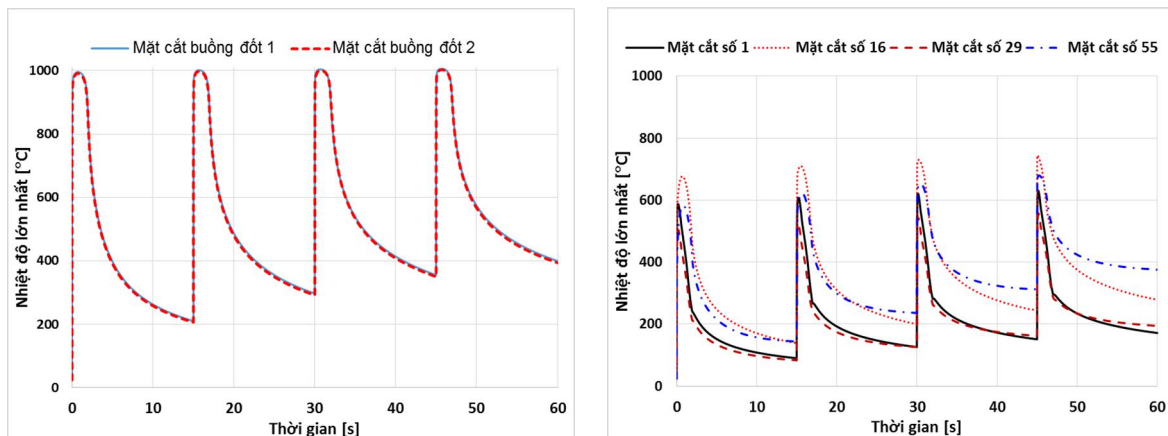 Mặt cắt buồng đốt 1 Mặt cắt buồng đốt 2
Nhiệt độ lớn nhất [°C]
1000
800
600
400
200
0
0 10 20 30 40 50 60
Thời gian [s]
Mặt cắt số 1 Mặt cắt số 16 Mặt cắt số 29 Mặt cắt số 55
Nhiệt độ lớn nhất [°C]
1000
800
600
400
200
0
0 10 20 30 40 50 60
Thời gian [s]